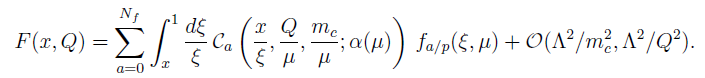 F(x, Q) = \sum_{a=0}^{N_f} \int_x^1 \frac{d\xi}{\xi} \mathcal{C}_a \left( \frac{x}{\xi}, \frac{Q}{\mu}, \frac{m_c}{\mu}; \alpha(\mu) \right) f_{a/p}(\xi, \mu) + \mathcal{O}(\Lambda^2/m_c^2, \Lambda^2/Q^2).